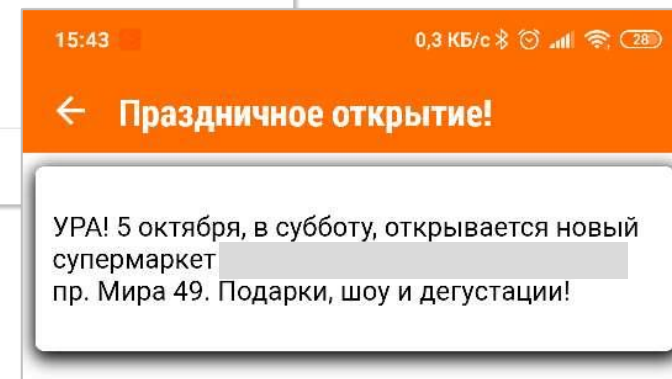 15:43 0,3 КБ/с 28
Праздничное открытие!
УРА! 5 октября, в субботу, открывается новый
супермаркет
пр. Мира 49. Подарки, шоу и дегустации!